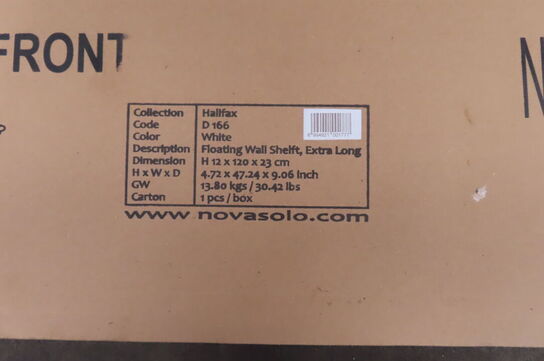 FRONT
N
Collection Halifax
Code D 166
Color White
Description Floating Wall Shelft, Extra Long
Dimension H 12 x 120 x 23 cm
H x W x D 4.72 x 47.24 x 9.06 inch
GW 13.80 kgs / 30.42 lbs
Carton 1 pcs / box
www novasolo.com